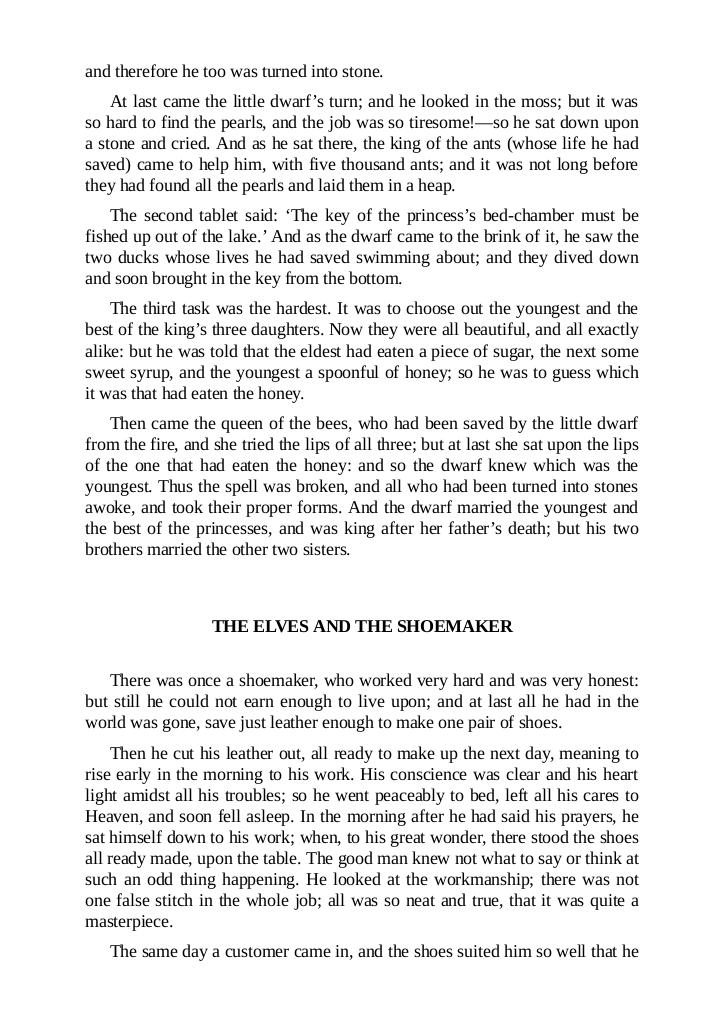 and therefore he too was turned into stone.
At last came the little dwarf’s turn; and he looked in the moss; but it was
so hard to find the pearls, and the job was so tiresome!—so he sat down upon
a stone and cried. And as he sat there, the king of the ants (whose life he had
saved) came to help him, with five thousand ants; and it was not long before
they had found all the pearls and laid them in a heap.
The second tablet said: ‘The key of the princess’s bed-chamber must be
fished up out of the lake.’ And as the dwarf came to the brink of it, he saw the
two ducks whose lives he had saved swimming about; and they dived down
and soon brought in the key from the bottom.
The third task was the hardest. It was to choose out the youngest and the
best of the king’s three daughters. Now they were all beautiful, and all exactly
alike: but he was told that the eldest had eaten a piece of sugar, the next some
sweet syrup, and the youngest a spoonful of honey; so he was to guess which
it was that had eaten the honey.
Then came the queen of the bees, who had been saved by the little dwarf
from the fire, and she tried the lips of all three; but at last she sat upon the lips
of the one that had eaten the honey: and so the dwarf knew which was the
youngest. Thus the spell was broken, and all who had been turned into stones
awoke, and took their proper forms. And the dwarf married the youngest and
the best of the princesses, and was king after her father’s death; but his two
brothers married the other two sisters.
THE ELVES AND THE SHOEMAKER
There was once a shoemaker, who worked very hard and was very honest:
but still he could not earn enough to live upon; and at last all he had in the
world was gone, save just leather enough to make one pair of shoes.
Then he cut his leather out, all ready to make up the next day, meaning to
rise early in the morning to his work. His conscience was clear and his heart
light amidst all his troubles; so he went peaceably to bed, left all his cares to
Heaven, and soon fell asleep. In the morning after he had said his prayers, he
sat himself down to his work; when, to his great wonder, there stood the shoes
all ready made, upon the table. The good man knew not what to say or think at
such an odd thing happening. He looked at the workmanship; there was not
one false stitch in the whole job; all was so neat and true, that it was quite a
masterpiece.
The same day a customer came in, and the shoes suited him so well that he